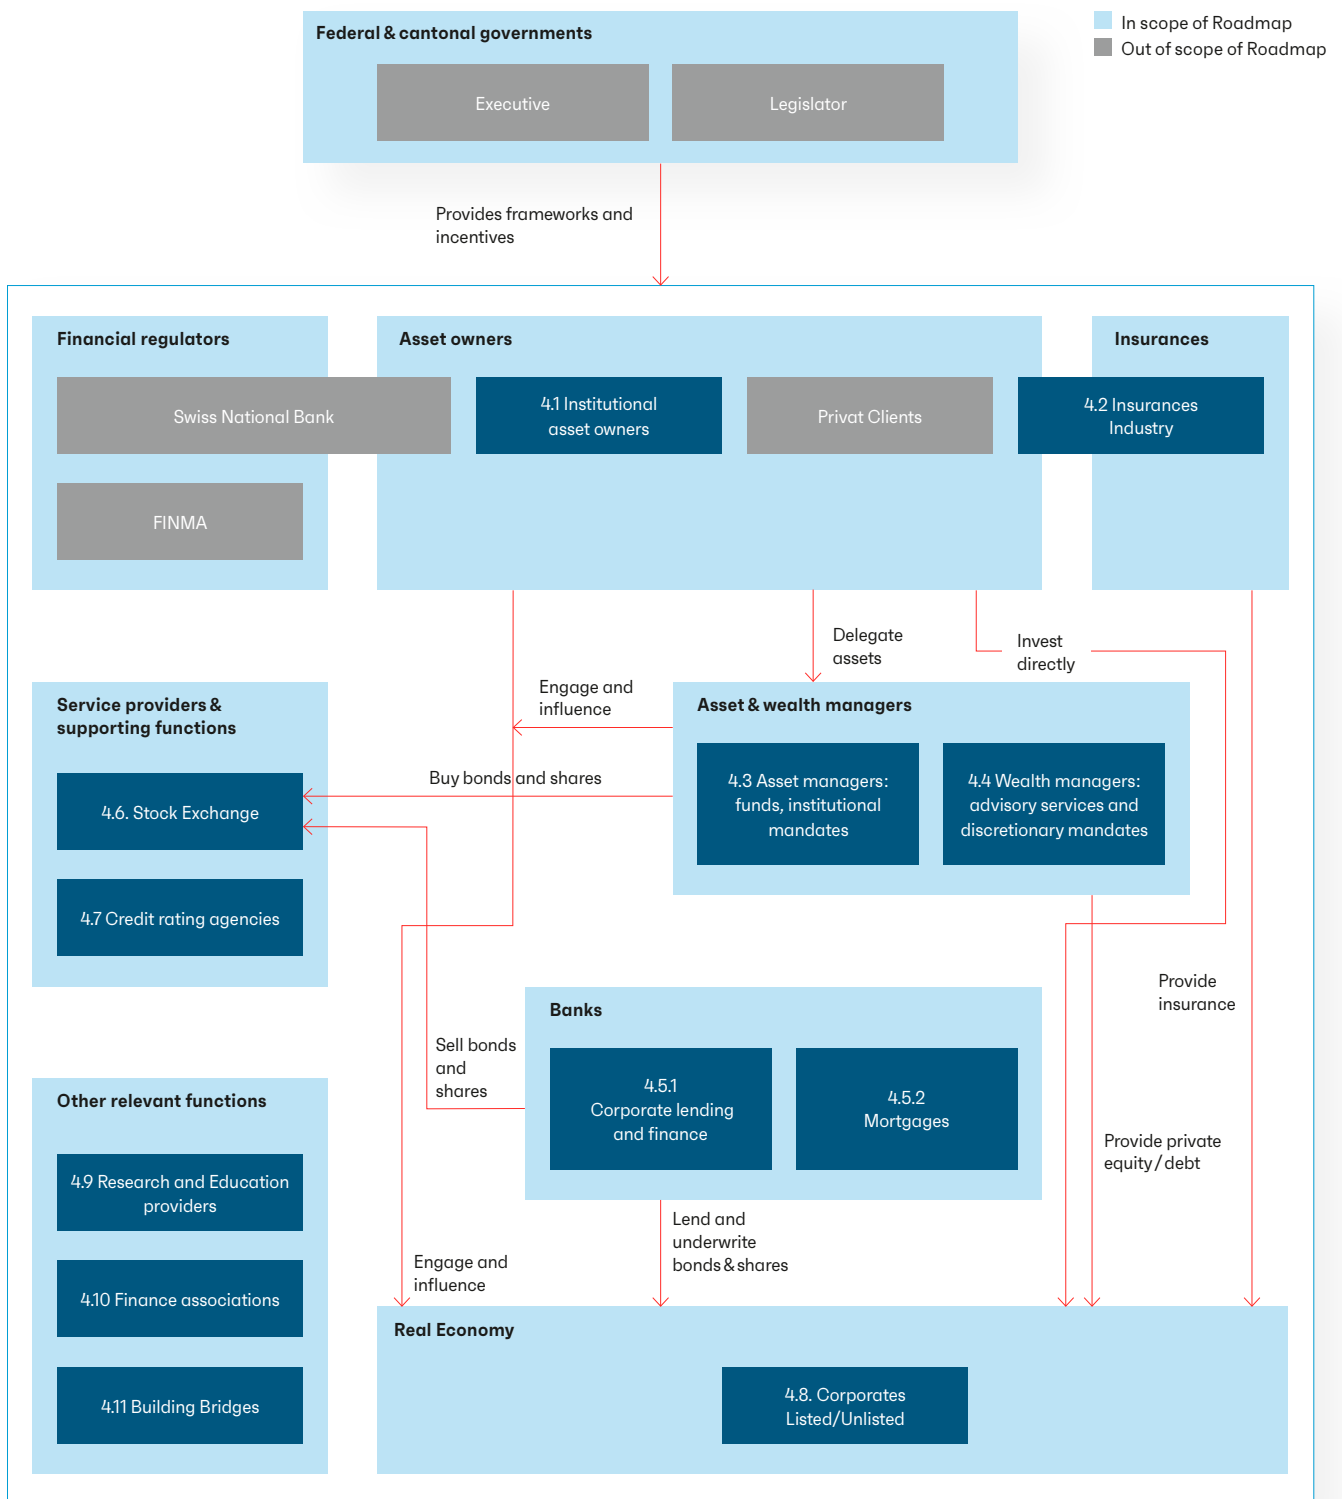 Federal & cantonal governments
In scope of Roadmap
Out of scope of Roadmap
Executive
Legislator
Provides frameworks and
incentives
Financial regulators
Asset owners
Insurances
Swiss National Bank
4.1 Institutional
asset owners
Privat Clients
4.2 Insurances
Industry
FINMA
Delegate
assets
Invest
directly
Engage and
influence
Service providers &
supporting functions
Asset & wealth managers
Buy bonds and shares
4.6. Stock Exchange
4.3 Asset managers:
funds, institutional
mandates
4.4 Wealth managers:
advisory services and
discretionary mandates
4.7 Credit rating agencies
Provide
insurance
Banks
Sell bonds
and
shares
4.5.1
Corporate lending
and finance
4.5.2
Mortgages
Other relevant functions
Provide private
equity / debt
4.9 Research and Education
providers
Lend and
underwrite
bonds & shares
Engage and
influence
4.10 Finance associations
Real Economy
4.11 Building Bridges
4.8. Corporates
Listed/Unlisted